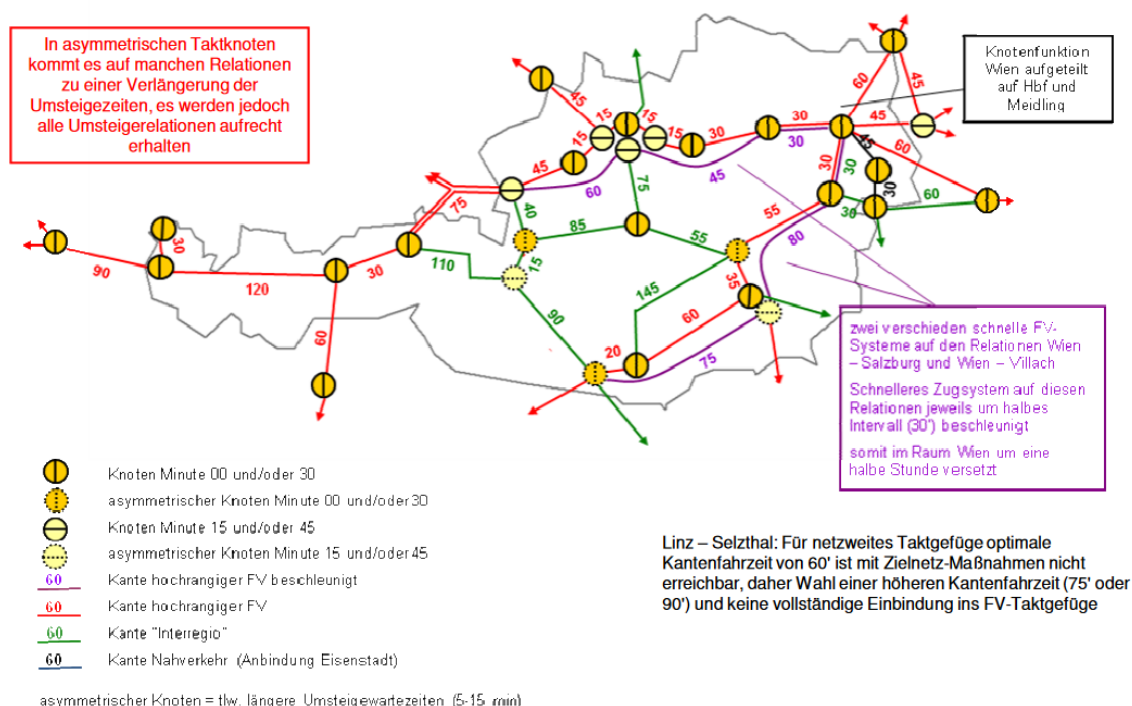 In asymmetrischen Taktknoten
kommt es auf manchen Relationen
zu einer Verlängerung der
Umsteigezeiten, es werden jedoch
alle Umsteigerelationen aufrecht
erhalten
Knotenfunktion
Wien aufgeteilt
auf Hbf und
Meidling
45
15
15
15
15
30
30
30
60
45
45
60
45
60
45
75
75
40
85
15
110
55
55
80
30
30
30
30
60
30
90
120
30
60
90
145
35
60
20
75
zwei verschieden schnelle FV-
Systeme auf den Relationen Wien
– Salzburg und Wien – Villach
Schnelleres Zugsystem auf diesen
Relationen jeweils um halbes
Intervall (30') beschleunigt
somit im Raum Wien um eine
halbe Stunde versetzt
Knoten Minute 00 und/oder 30
asymmetrischer Knoten Minute 00 und/oder 30
Knoten Minute 15 und/oder 45
asymmetrischer Knoten Minute 15 und/oder 45
60 Kante hochrangiger FV beschleunigt
60 Kante hochrangiger FV
60 Kante "Interregio"
60 Kante Nahverkehr (Anbindung Eisenstadt)
asymmetrischer Knoten = tlw. längere Umsteigewartezeiten (5-15 min)
Linz – Selzthal: Für netzweites Taktgefüge optimale
Kantenfahrzeit von 60' ist mit Zielnetz-Maßnahmen nicht
erreichbar, daher Wahl einer höheren Kantenfahrzeit (75' oder
90') und keine vollständige Einbindung ins FV-Taktgefüge